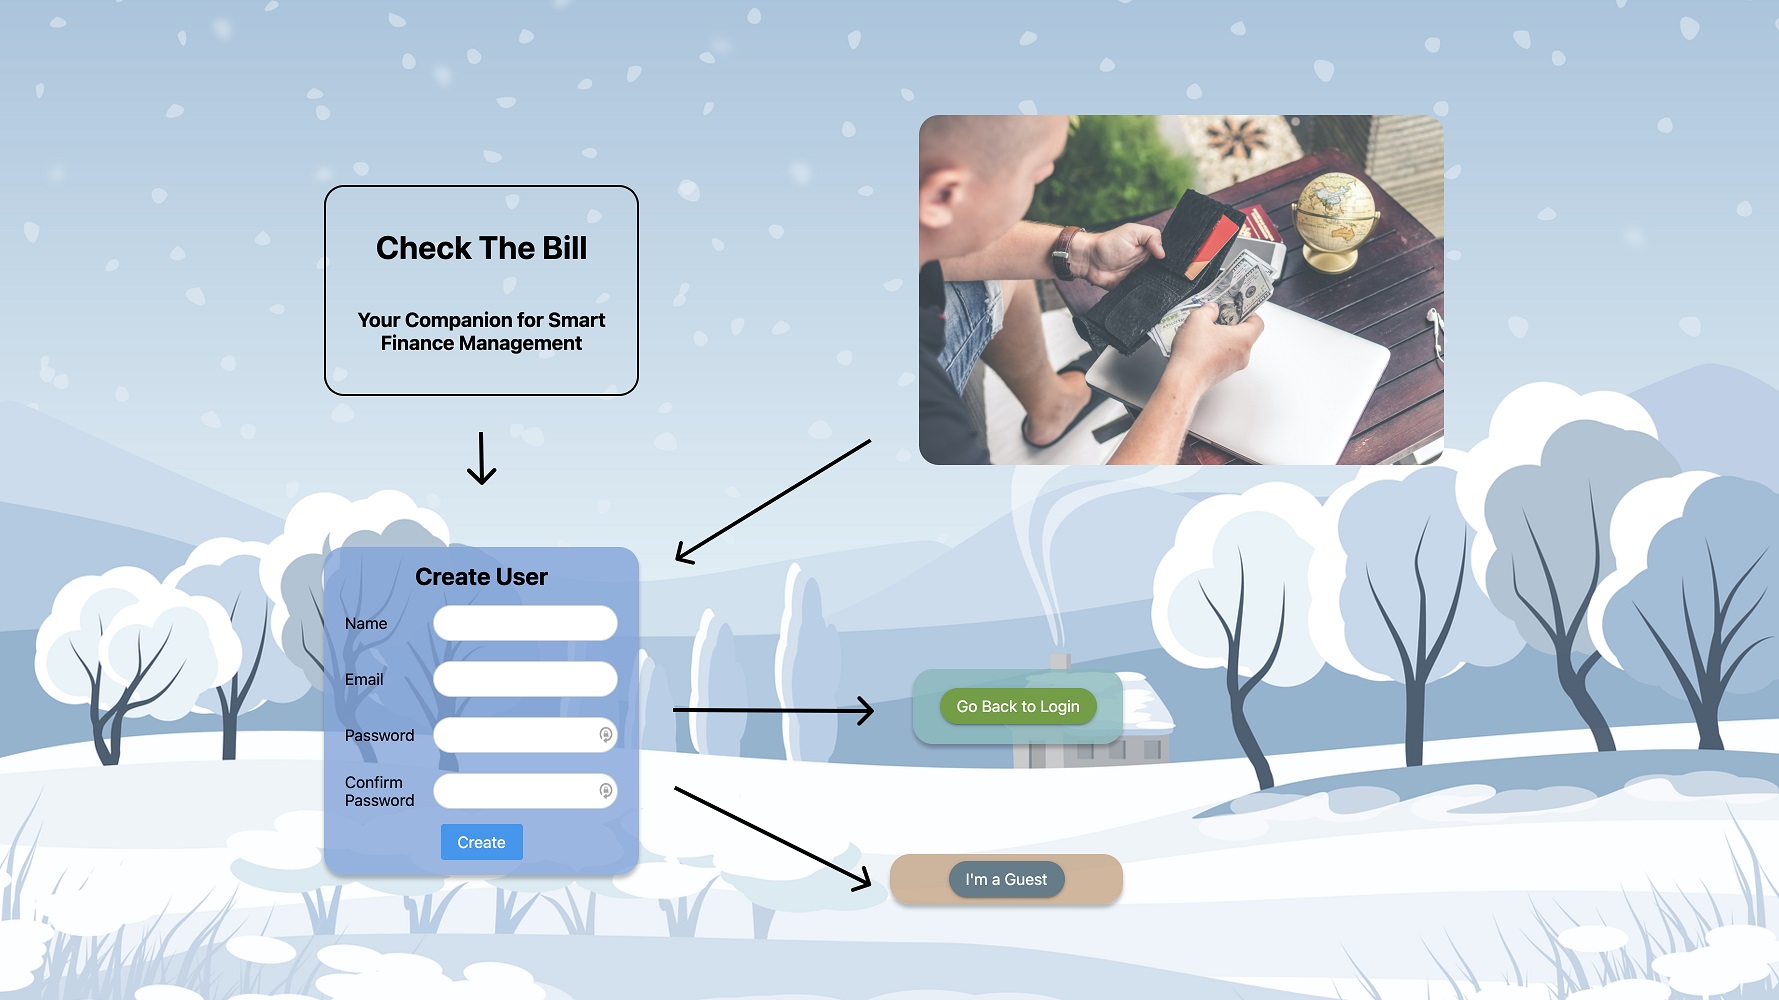 Check The Bill
Your Companion for Smart
Finance Management
Create User
Name
Email
Password
Confirm
Password
Create
Go Back to Login
I'm a Guest